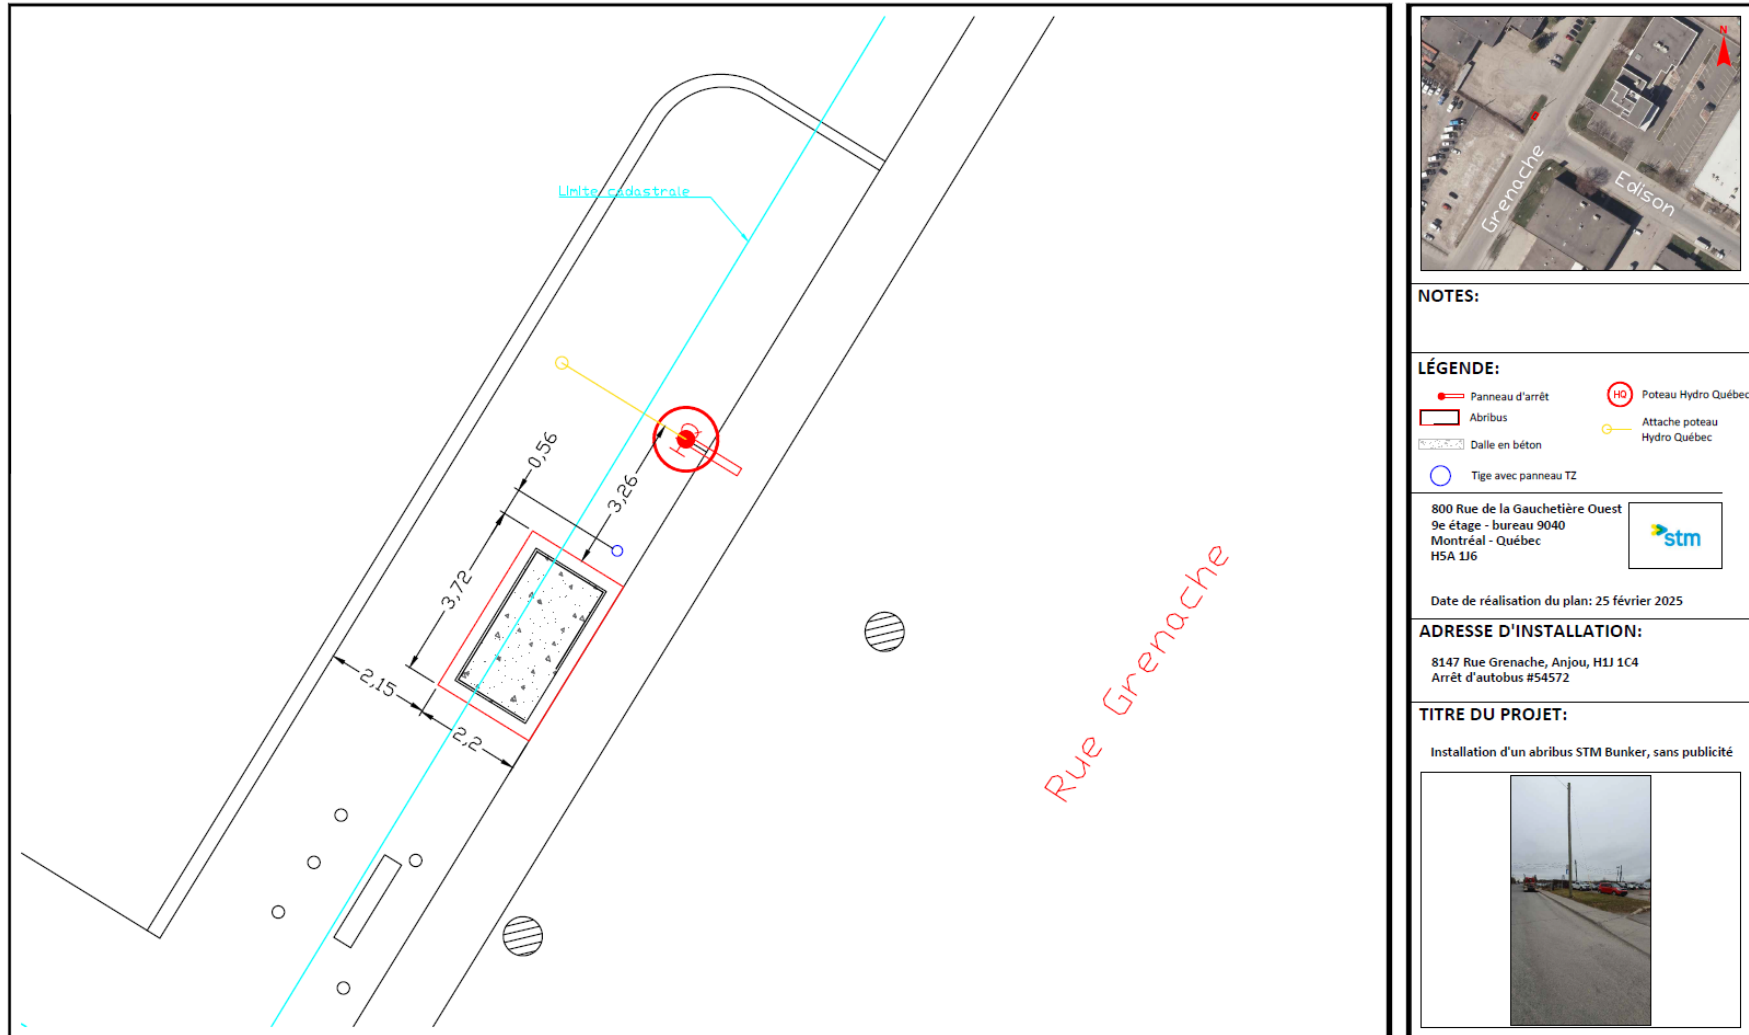 Limite cadastrale
HQ
0,56
3,26
3,72
2,15
2,2
Rue Grenache
N
Grenache
Edison
NOTES:
LÉGENDE:
Panneau d'arrêt
HQ
Poteau Hydro Québec
Abribus
Attache poteau
Hydro Québec
Dalle en béton
Tige avec panneau TZ
800 Rue de la Gauchetière Ouest
9e étage - bureau 9040
Montréal - Québec
H5A 1J6
stm
Date de réalisation du plan: 25 février 2025
ADRESSE D'INSTALLATION:
8147 Rue Grenache, Anjou, H1J 1C4
Arrêt d'autobus #54572
TITRE DU PROJET:
Installation d'un abribus STM Bunker, sans publicité